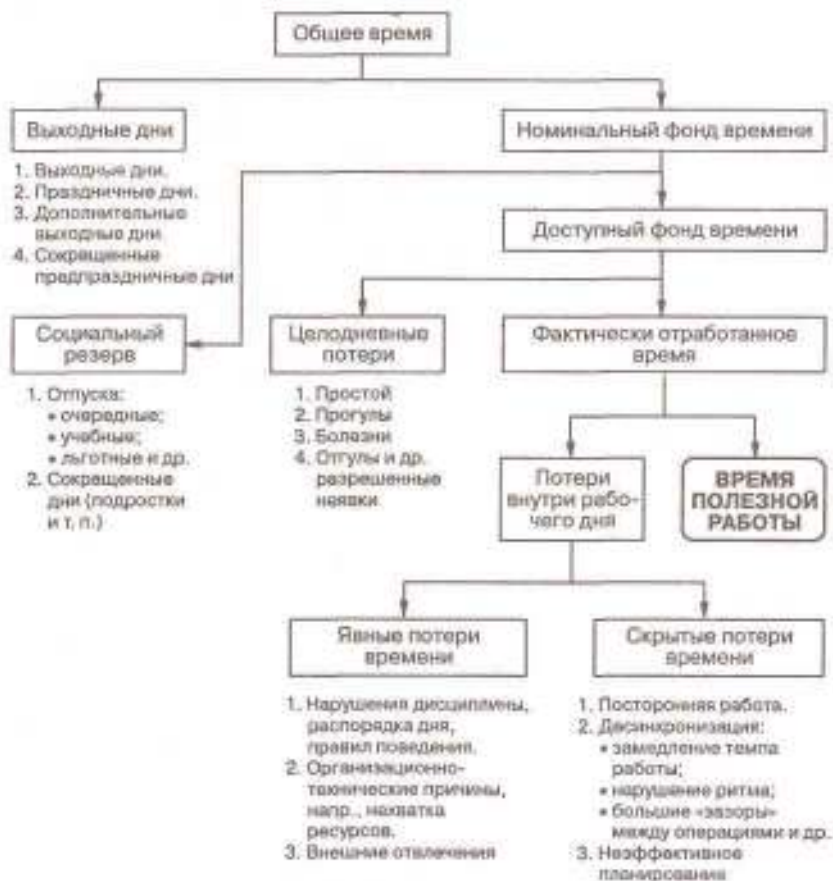 Общее время
Выходные дни
1. Выходные дни.
2. Праздничные дни.
3. Дополнительные
выходные дни
4. Сокращенные
предпраздничные дни
Номинальный фонд времени
Доступный фонд времени
Социальный
резерв
1. Отпуска:
• очередные;
• учебные;
• льготные и др.
2. Сокращенные
дни (подростки
и т. п.)
Целодневные
потери
1. Простой
2. Прогулы
3. Болезни
4. Отгулы и др.
разрешенные
неявки
Фактически отработанное
время
Потери
внутри рабо-
чего дня
ВРЕМЯ
ПОЛЕЗНОЙ
РАБОТЫ
Явные потери
времени
1. Нарушения дисциплины,
распорядка дня,
правил поведения.
2. Организационно-
технические причины,
напр., нехватка
ресурсов.
3. Внешние отвлечения
Скрытые потери
времени
1. Посторонняя работа.
2. Десинхронизация:
• замедление темпа
работы;
• нарушение ритма;
• большие «зазоры»
между операциями и др.
3. Неэффективное
планирование